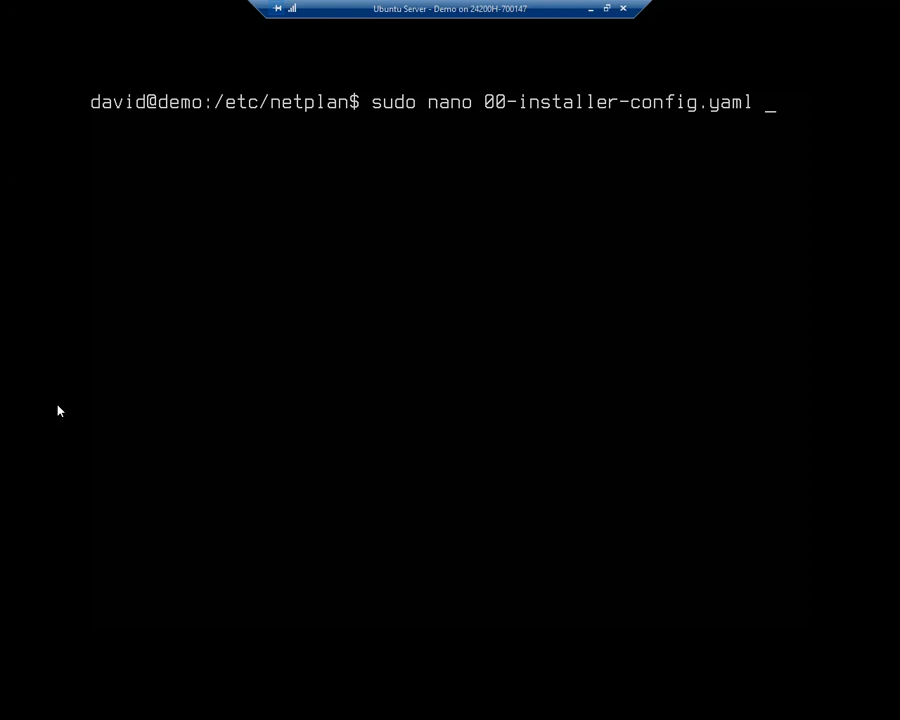 Ubuntu Server - Demo on 24200H-700147
david@demo:/etc/netplan$ sudo nano 00-installer-config.yaml _